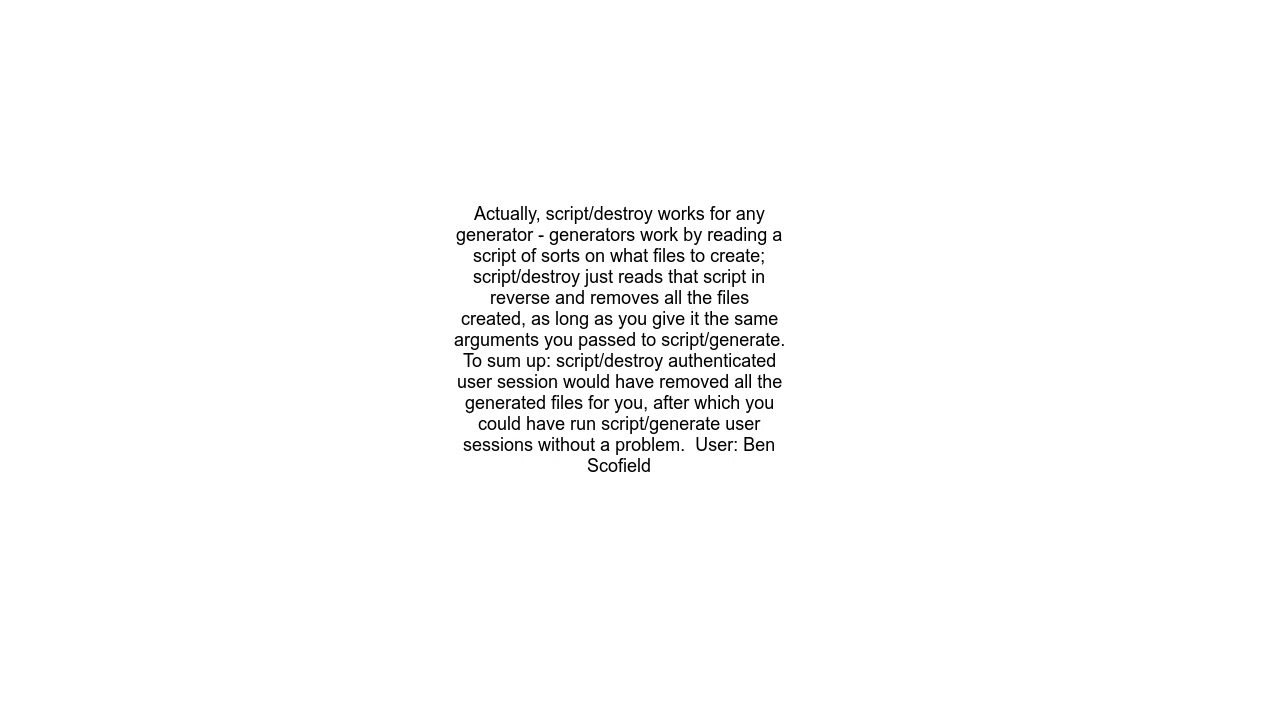 Actually, script/destroy works for any
generator - generators work by reading a
script of sorts on what files to create;
script/destroy just reads that script in
reverse and removes all the files
created, as long as you give it the same
arguments you passed to script/generate.
To sum up: script/destroy authenticated
user session would have removed all the
generated files for you, after which you
could have run script/generate user
sessions without a problem.  User: Ben
Scofield